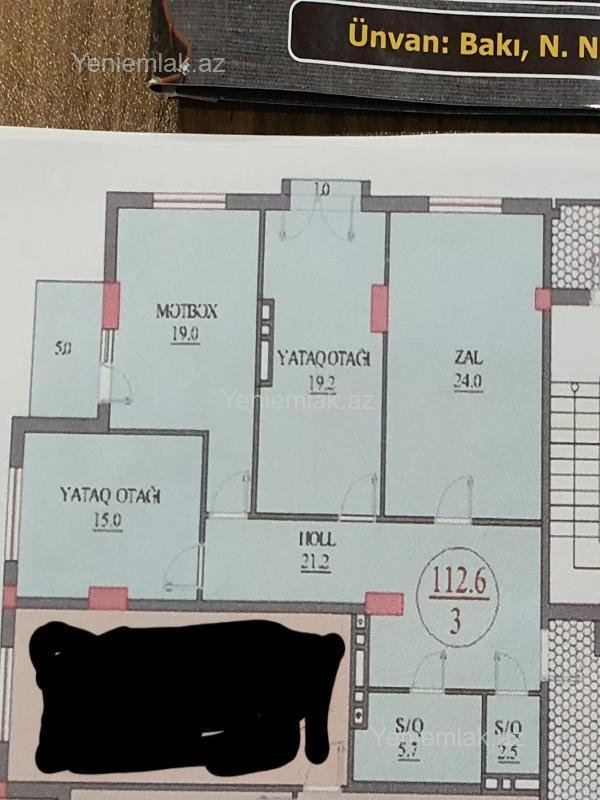 Yeniemlak.az
Ünvan: Bakı, N. N
1.0
MƏTBƏX
19.0
5.0
YATAQ OTAĞI
19.2
ZAL
24.0
Yeniemlak.az
YATAQ OTAĞI
15.0
HOLL
21.2
112.6
3
S/Q
5.7
S/Q
2.5
Yeniemlak.az